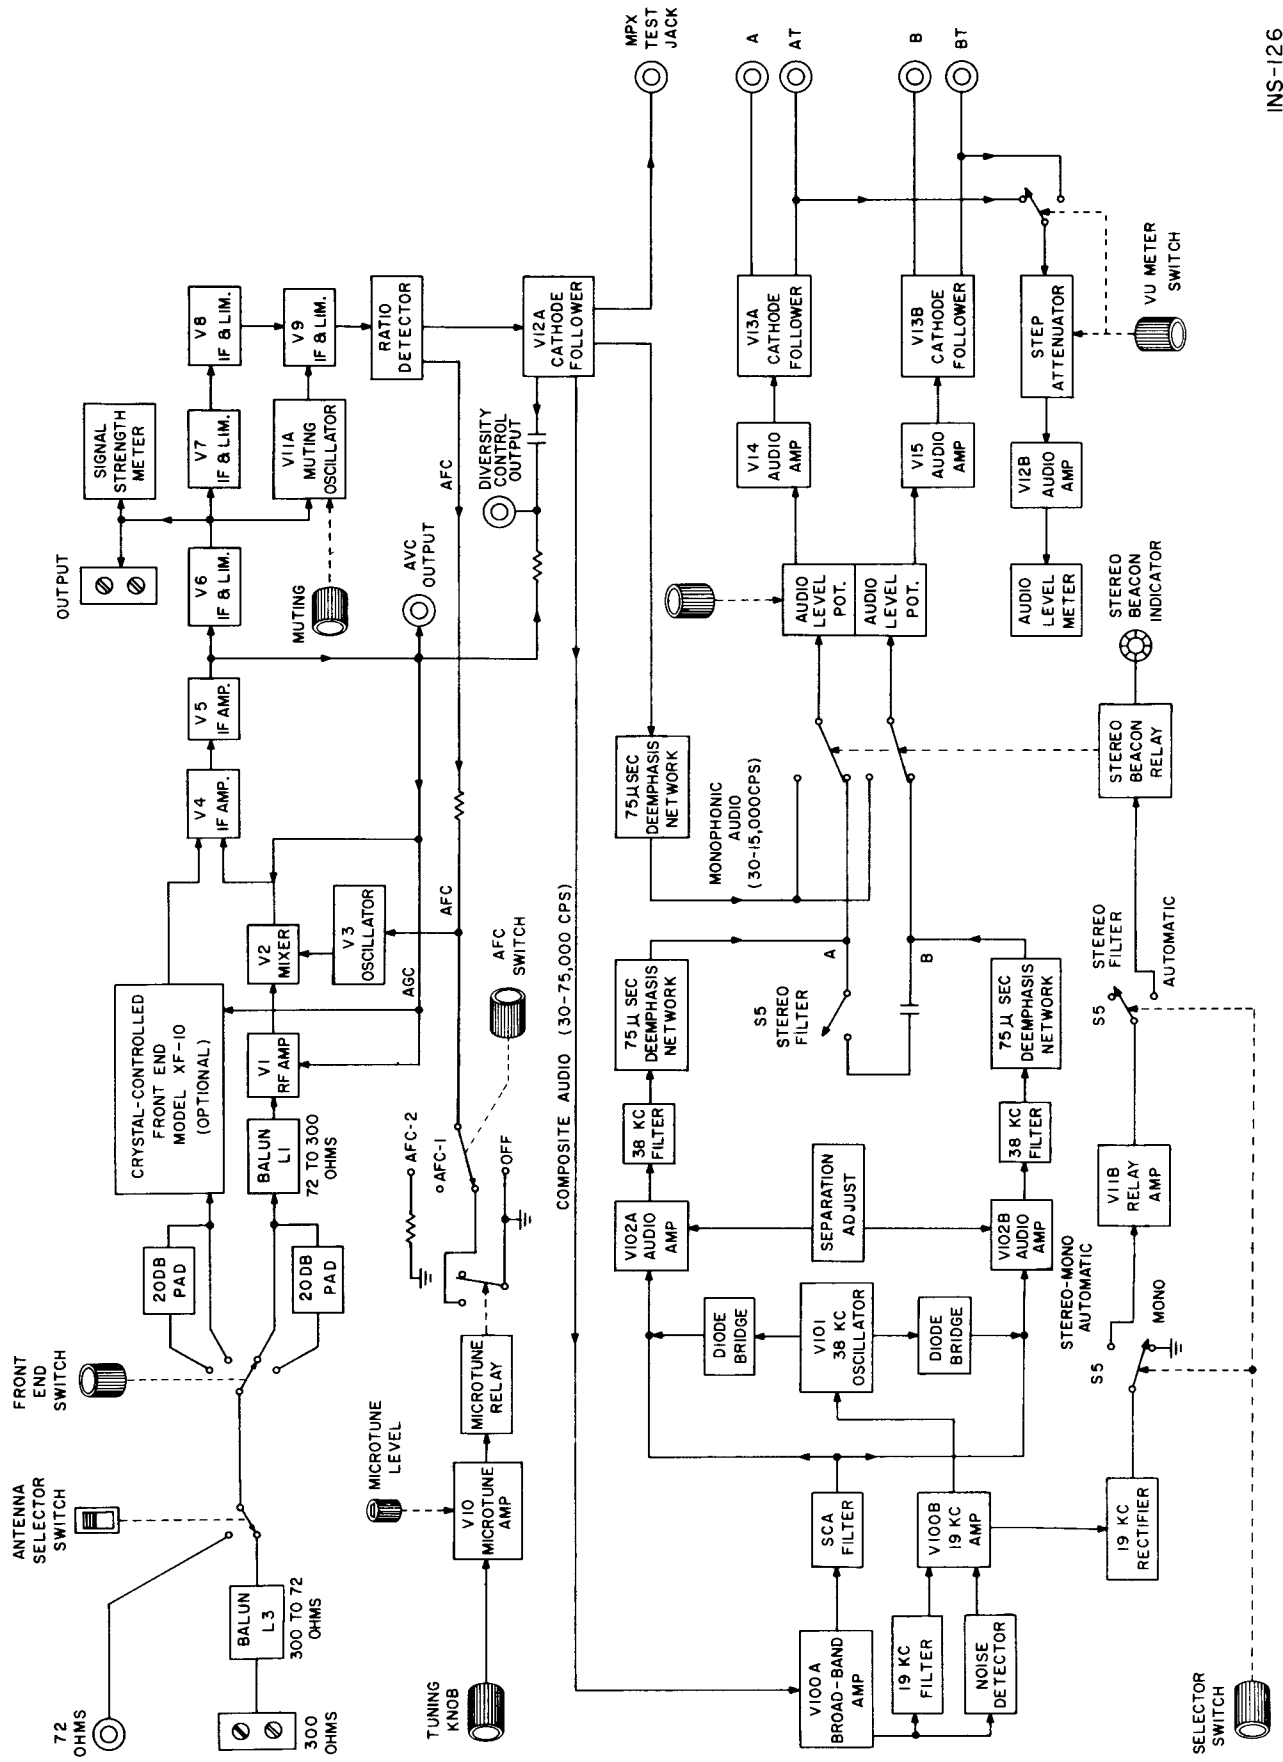 72
OHMS
300
OHMS
BALUN
L3
300 TO 72
OHMS
ANTENNA
SELECTOR
SWITCH
FRONT
END
SWITCH
20DB
PAD
20DB
PAD
CRYSTAL-CONTROLLED
FRONT END
MODEL XF-10
(OPTIONAL)
BALUN
L1
72 TO 300
OHMS
V1
RF AMP
V2
MIXER
V3
OSCILLATOR
V4
IF AMP.
V5
IF AMP.
V6
IF & LIM.
V7
IF & LIM.
V8
IF & LIM.
V9
IF & LIM.
OUTPUT
SIGNAL
STRENGTH
METER
MUTING
V11A
MUTING
OSCILLATOR
RATIO
DETECTOR
AGC
AVC
OUTPUT
AFC
AFC
AFC
SWITCH
AFC-2
AFC-1
OFF
TUNING
KNOB
MICROTUNE
LEVEL
V10
MICROTUNE
AMP
MICROTUNE
RELAY
DIVERSITY
CONTROL
OUTPUT
V12A
CATHODE
FOLLOWER
MPX
TEST
JACK
COMPOSITE AUDIO (30-75,000 CPS)
75µSEC
DEEMPHASIS
NETWORK
MONOPHONIC
AUDIO
(30-15,000CPS)
V100A
BROAD-BAND
AMP
SCA
FILTER
19 KC
FILTER
NOISE
DETECTOR
V100B
19 KC
AMP
19 KC
RECTIFIER
DIODE
BRIDGE
V101
38 KC
OSCILLATOR
DIODE
BRIDGE
V102A
AUDIO
AMP
SEPARATION
ADJUST
V102B
AUDIO
AMP
38 KC
FILTER
38 KC
FILTER
75µ SEC
DEEMPHASIS
NETWORK
75µ SEC
DEEMPHASIS
NETWORK
S5
STEREO
FILTER
A
B
AUDIO
LEVEL
POT.
AUDIO
LEVEL
POT.
V14
AUDIO
AMP
V15
AUDIO
AMP
V13A
CATHODE
FOLLOWER
V13B
CATHODE
FOLLOWER
A
AT
B
BT
STEP
ATTENUATOR
VU METER
SWITCH
V12B
AUDIO
AMP
AUDIO
LEVEL
METER
SELECTOR
SWITCH
STEREO-MONO
AUTOMATIC
S5
MONO
V11B
RELAY
AMP
S5
STEREO
FILTER
AUTOMATIC
STEREO
BEACON
RELAY
STEREO
BEACON
INDICATOR
INS-126